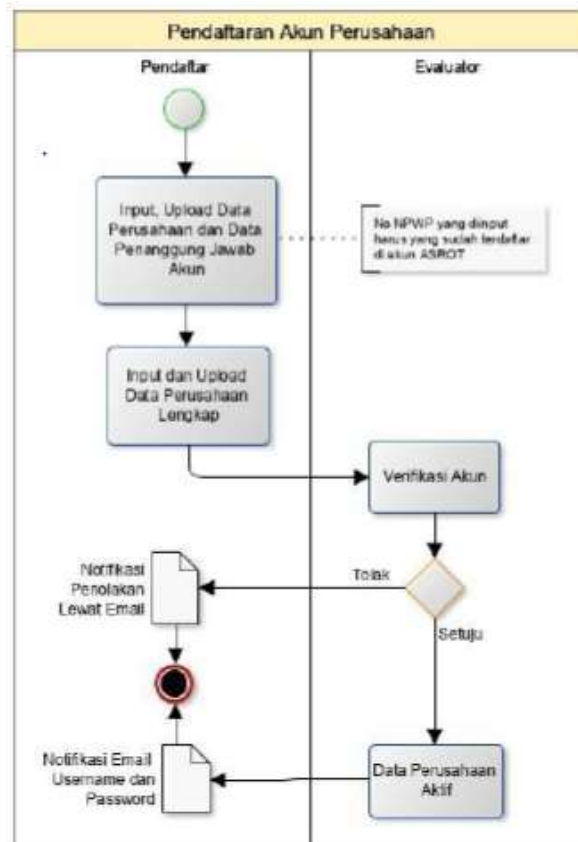 Pendaftaran Akun Perusahaan
Pendaftar
Evaluator
Input, Upload Data
Perusahaan dan Data
Penanggung Jawab
Akun
No NPWP yang diinput
harus yang sudah terdaftar
di akun ASROT
Input dan Upload
Data Perusahaan
Lengkap
Verifikasi Akun
Tolak
Notifikasi
Penolakan
Lewat Email
Setuju
Notifikasi Email
Username dan
Password
Data Perusahaan
Aktif